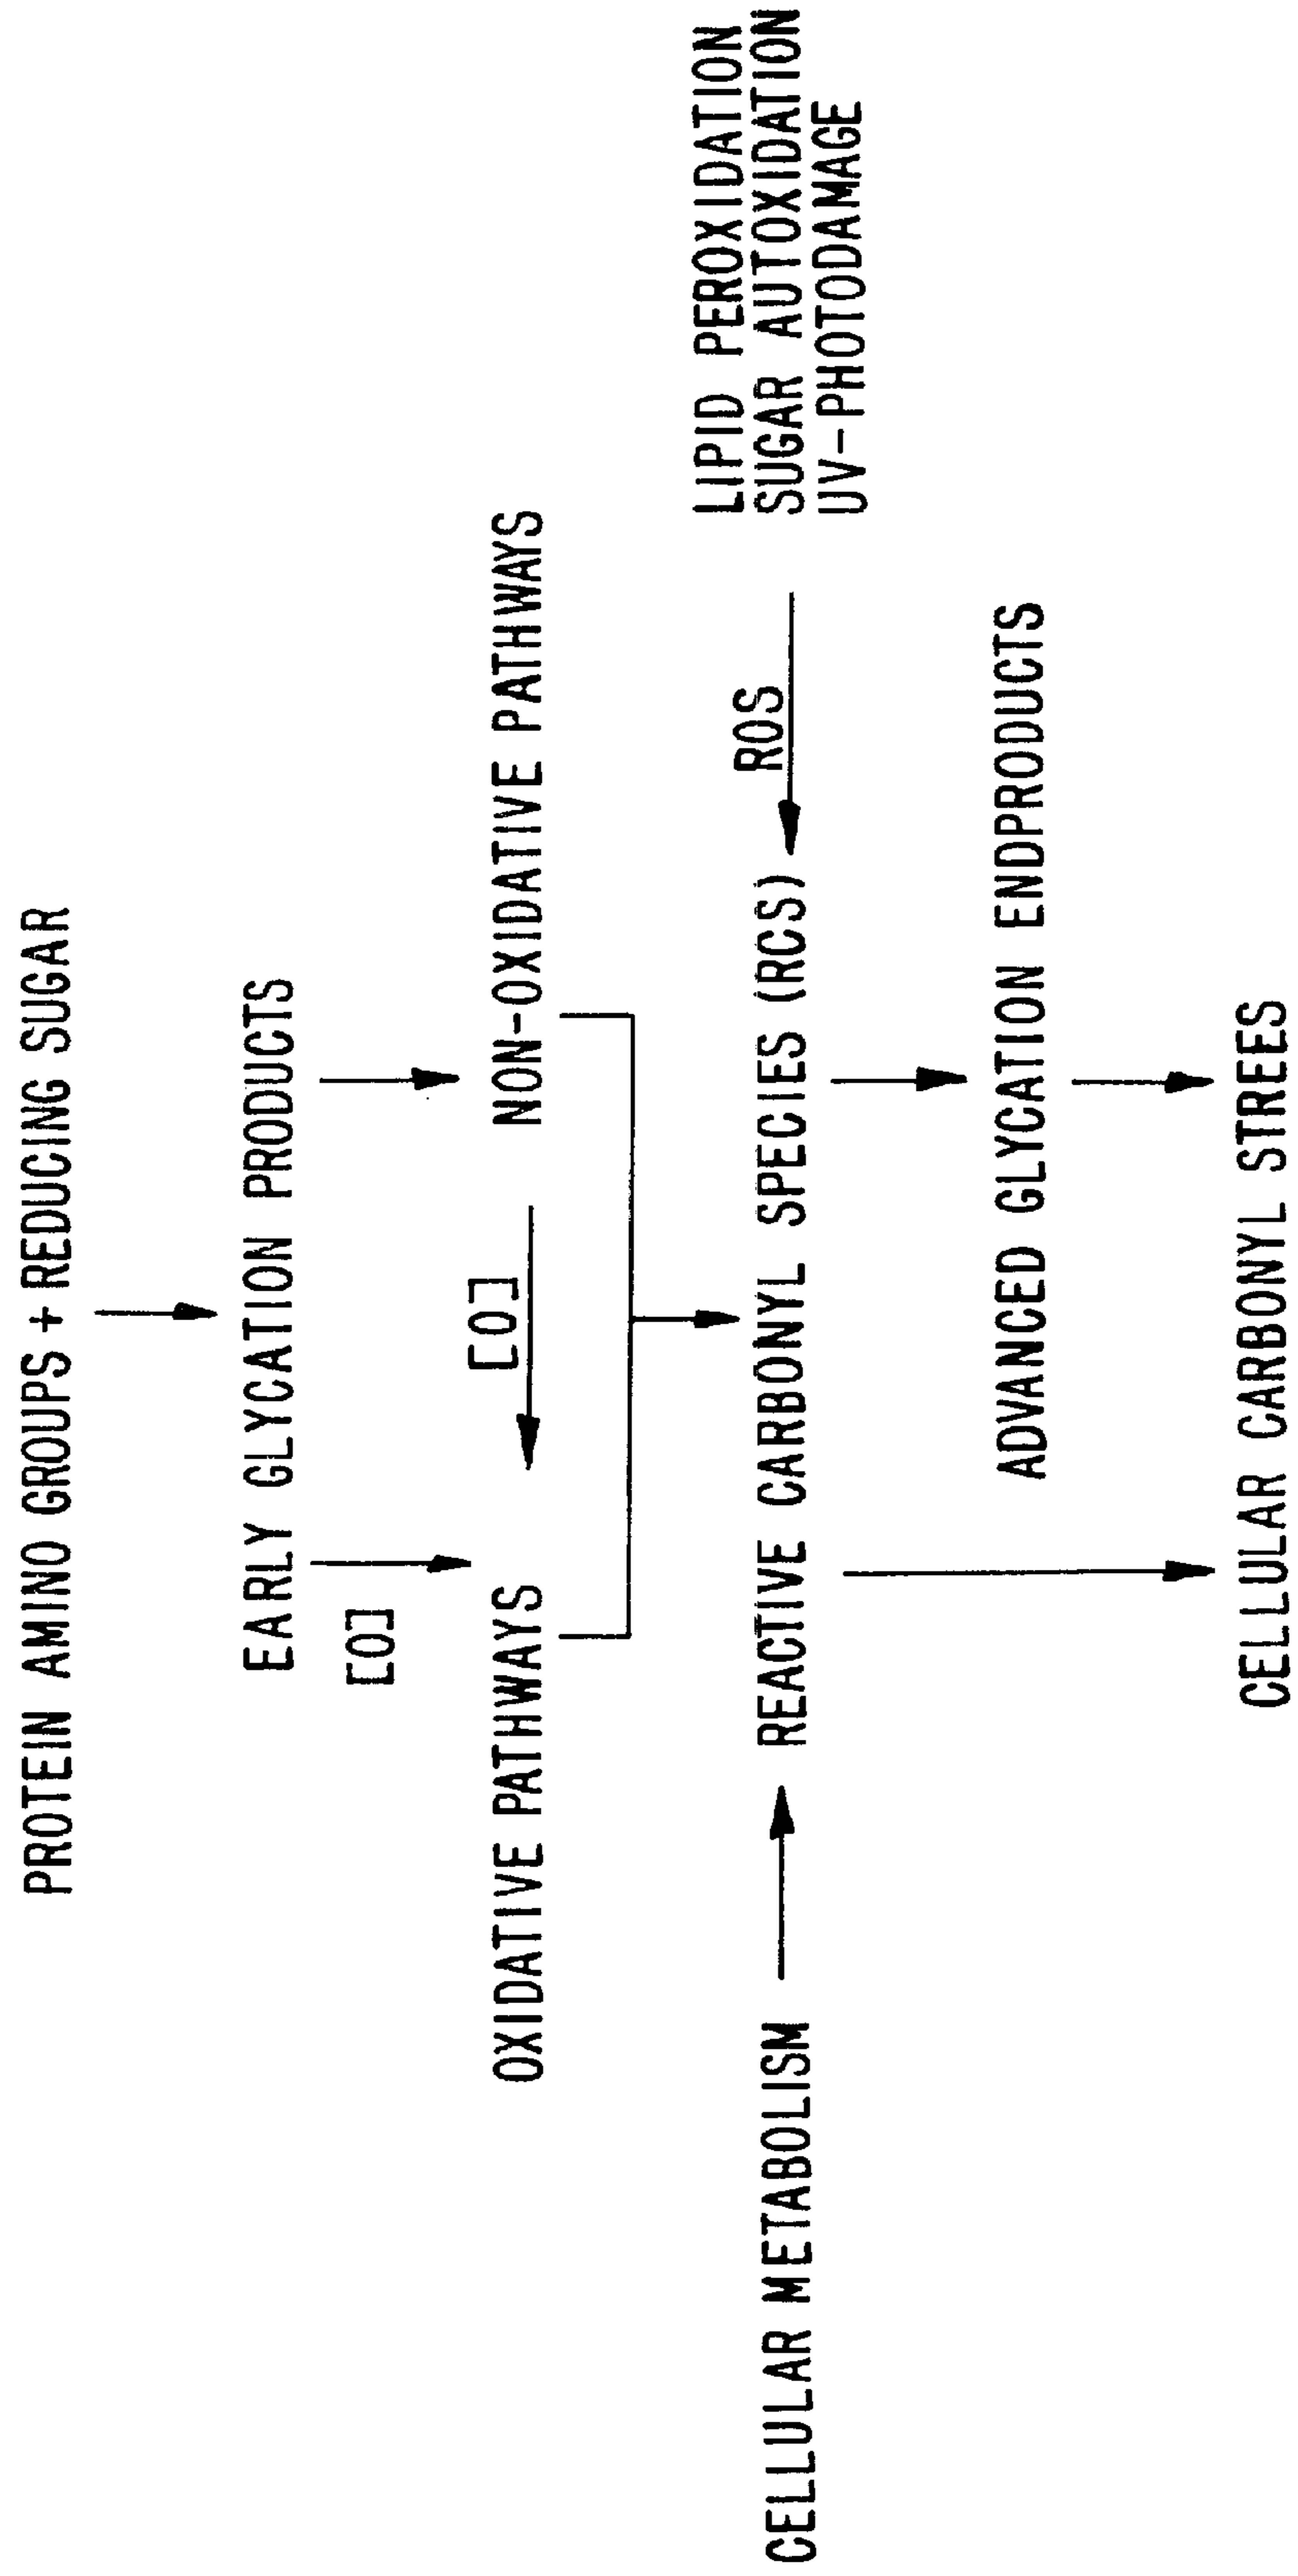 PROTEIN AMINO GROUPS + REDUCING SUGAR
EARLY GLYCATION PRODUCTS
[O]
OXIDATIVE PATHWAYS
[O]
NON-OXIDATIVE PATHWAYS
CELLULAR METABOLISM
REACTIVE CARBONYL SPECIES (RCS)
ROS
LIPID PEROXIDATION
SUGAR AUTOXIDATION
UV-PHOTODAMAGE
ADVANCED GLYCATION ENDPRODUCTS
CELLULAR CARBONYL STREES